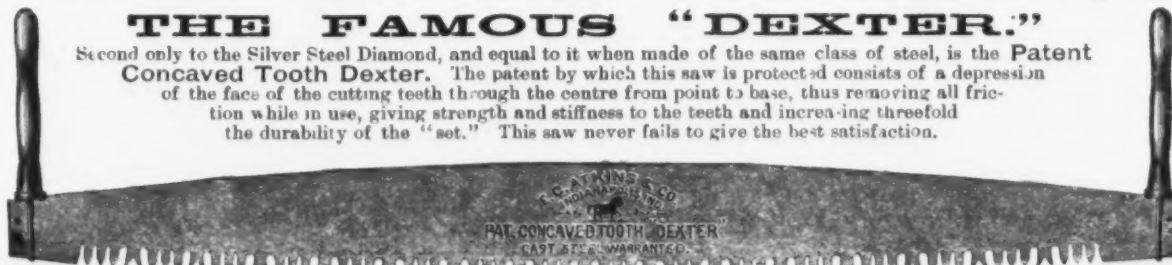 THE FAMOUS "DEXTER."
Second only to the Silver Steel Diamond, and equal to it when made of the same class of steel, is the Patent
Concaved Tooth Dexter. The patent by which this saw is protected consists of a depression
of the face of the cutting teeth through the centre from point to base, thus removing all fric-
tion while in use, giving strength and stiffness to the teeth and increasing threefold
the durability of the "set." This saw never fails to give the best satisfaction.
E.C. ATKINS & CO.
INDIANAPOLIS, IND.
PAT. CONCAVED TOOTH DEXTER"
CAST STEEL WARRANTED.